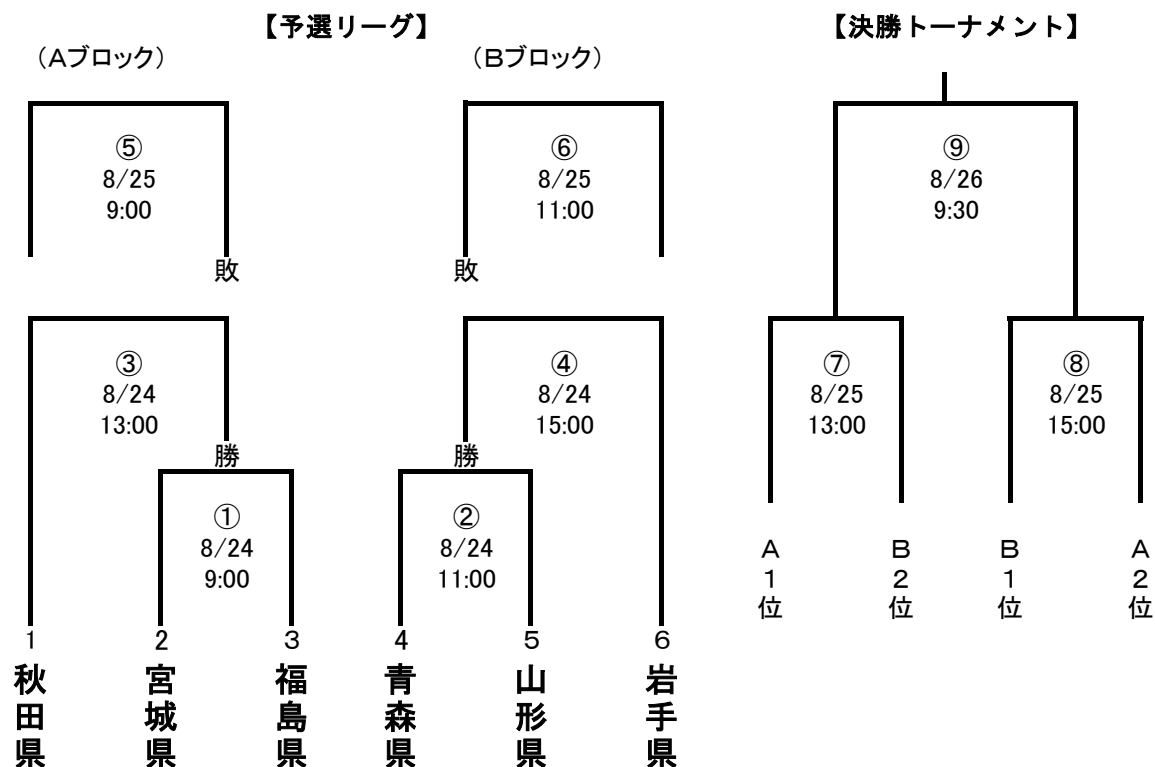 【予選リーグ】
(Aブロック)
(Bブロック)
⑤
8/25
9:00
敗
⑥
8/25
11:00
敗
③
8/24
13:00
勝
④
8/24
15:00
勝
①
8/24
9:00
②
8/24
11:00
1
秋田県
2
宮城県
3
福島県
4
青森県
5
山形県
6
岩手県
【決勝トーナメント】
⑨
8/26
9:30
⑦
8/25
13:00
⑧
8/25
15:00
A1位
B2位
B1位
A2位